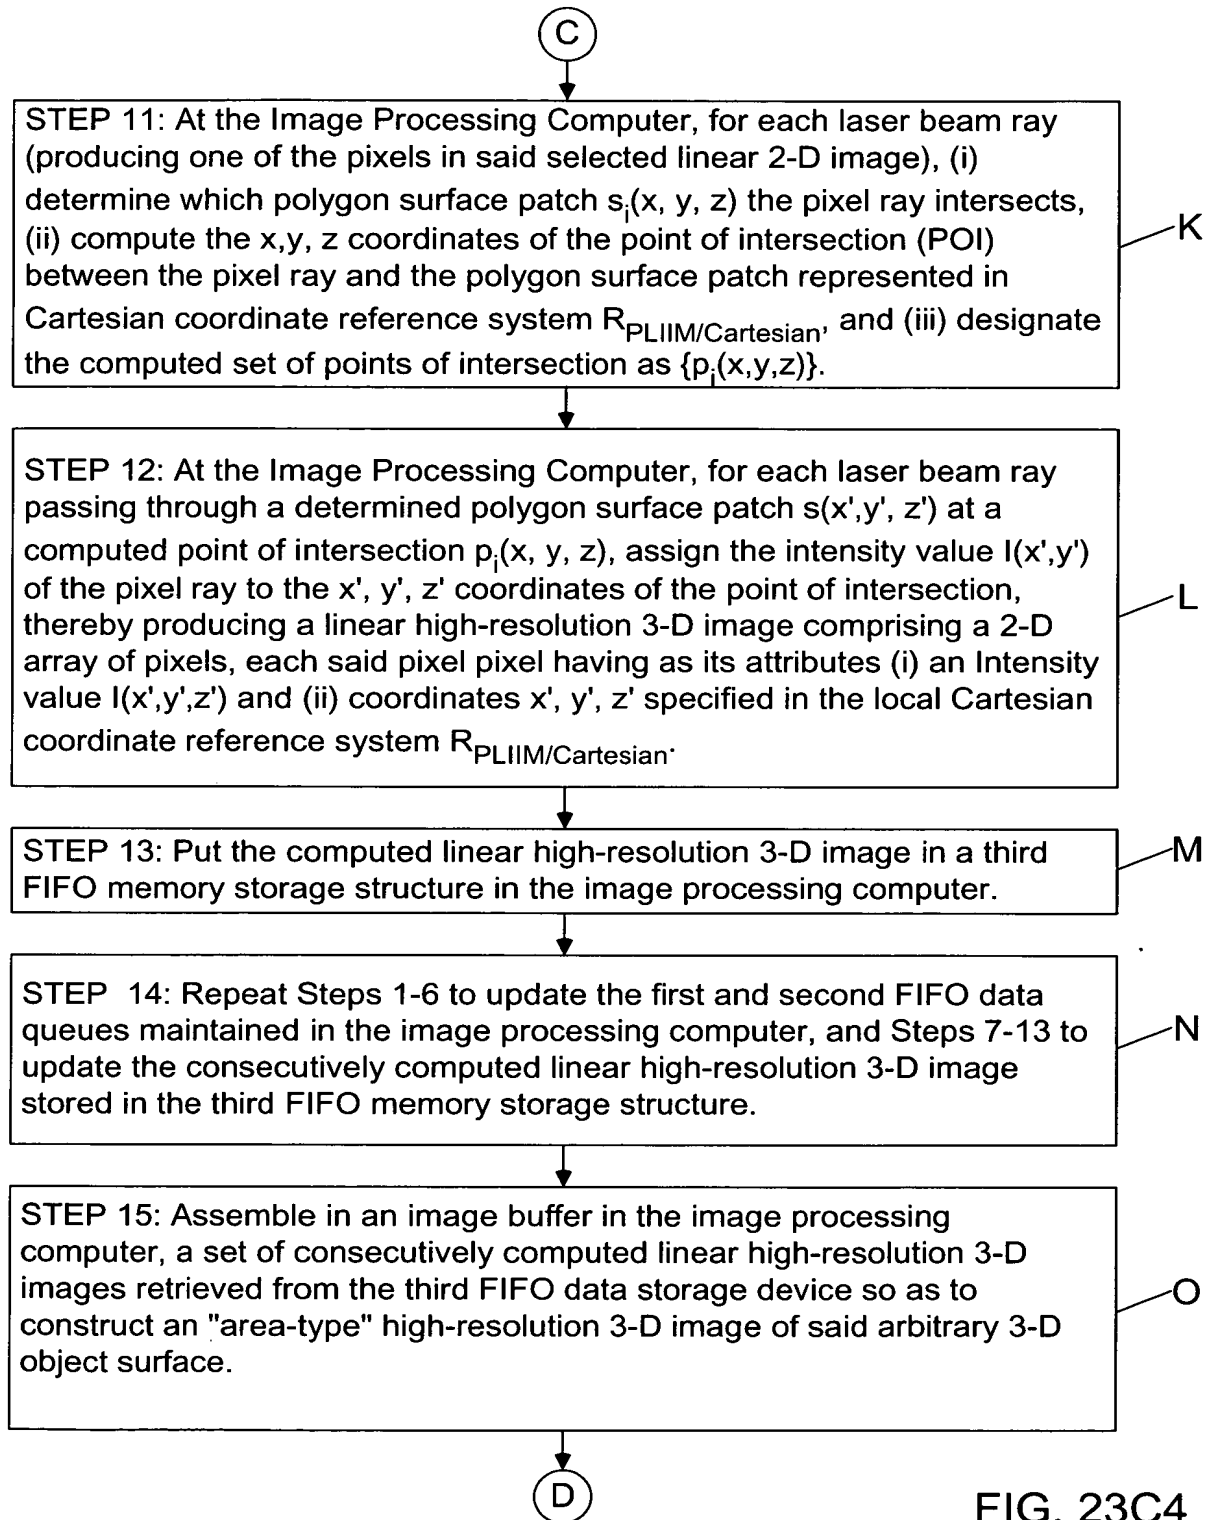 C
STEP 11: At the Image Processing Computer, for each laser beam ray
(producing one of the pixels in said selected linear 2-D image), (i)
determine which polygon surface patch s_i(x, y, z) the pixel ray intersects,
(ii) compute the x,y, z coordinates of the point of intersection (POI)
between the pixel ray and the polygon surface patch represented in
Cartesian coordinate reference system R_PLIIM/Cartesian, and (iii) designate
the computed set of points of intersection as {p_i(x,y,z)}.
K
STEP 12: At the Image Processing Computer, for each laser beam ray
passing through a determined polygon surface patch s(x',y', z') at a
computed point of intersection p_i(x, y, z), assign the intensity value I(x',y')
of the pixel ray to the x', y', z' coordinates of the point of intersection,
thereby producing a linear high-resolution 3-D image comprising a 2-D
array of pixels, each said pixel pixel having as its attributes (i) an Intensity
value I(x',y',z') and (ii) coordinates x', y', z' specified in the local Cartesian
coordinate reference system R_PLIIM/Cartesian.
L
STEP 13: Put the computed linear high-resolution 3-D image in a third
FIFO memory storage structure in the image processing computer.
M
STEP 14: Repeat Steps 1-6 to update the first and second FIFO data
queues maintained in the image processing computer, and Steps 7-13 to
update the consecutively computed linear high-resolution 3-D image
stored in the third FIFO memory storage structure.
N
STEP 15: Assemble in an image buffer in the image processing
computer, a set of consecutively computed linear high-resolution 3-D
images retrieved from the third FIFO data storage device so as to
construct an "area-type" high-resolution 3-D image of said arbitrary 3-D
object surface.
O
D
FIG. 23C4